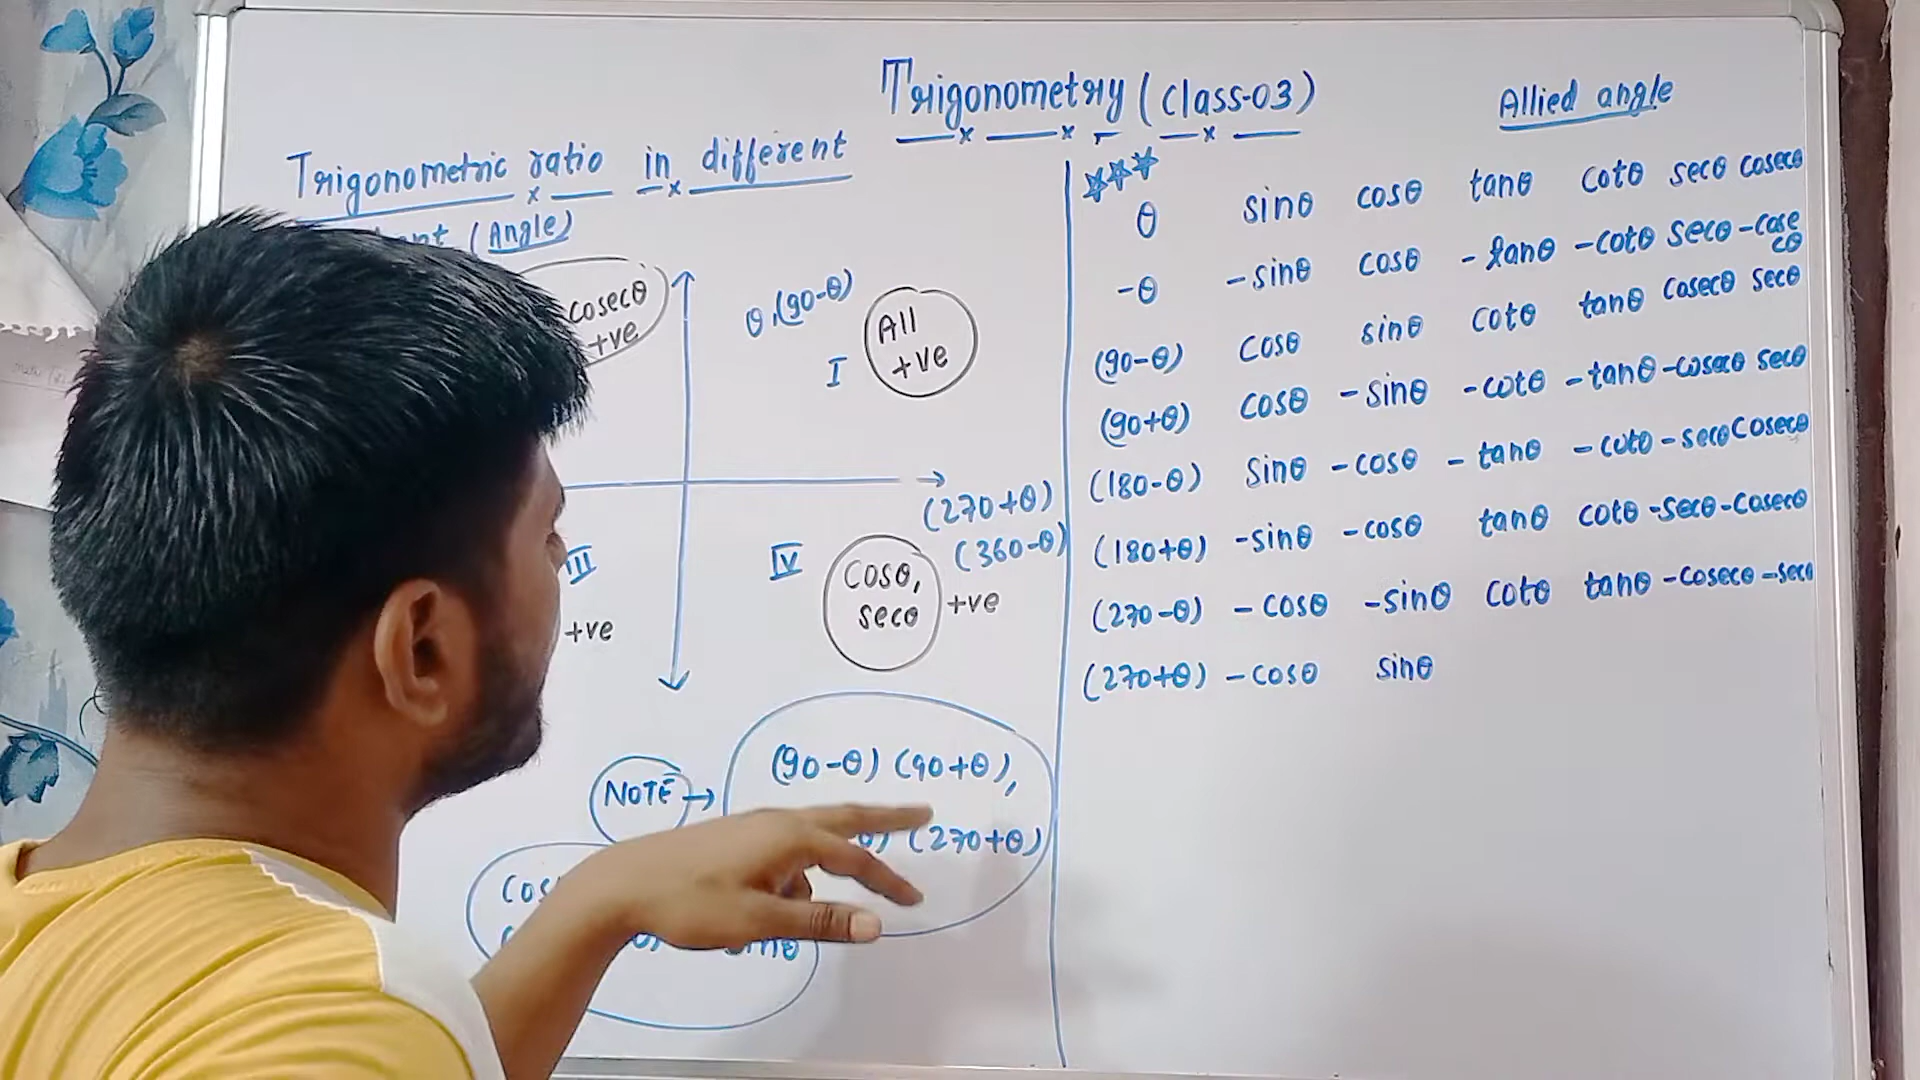 Trigonometry (class-03)
Trigonometric ratio in different
(Angle)
cosecθ
+ve
θ,(90-θ)
I
All
+ve
III
+ve
IV
(270+θ)
(360-θ)
Cosθ,
secθ
+ve
NOTE →
(90-θ) (90+θ),
θ) (270+θ)
Allied angle
θ sinθ cosθ tanθ cotθ secθ cosecθ
-θ -sinθ cosθ -tanθ -cotθ secθ -cosecθ
(90-θ) cosθ sinθ cotθ tanθ cosecθ secθ
(90+θ) cosθ -sinθ -cotθ -tanθ -cosecθ secθ
(180-θ) sinθ -cosθ -tanθ -cotθ -secθ cosecθ
(180+θ) -sinθ -cosθ tanθ cotθ -secθ -cosecθ
(270-θ) -cosθ -sinθ cotθ tanθ -cosecθ -secθ
(270+θ) -cosθ sinθ